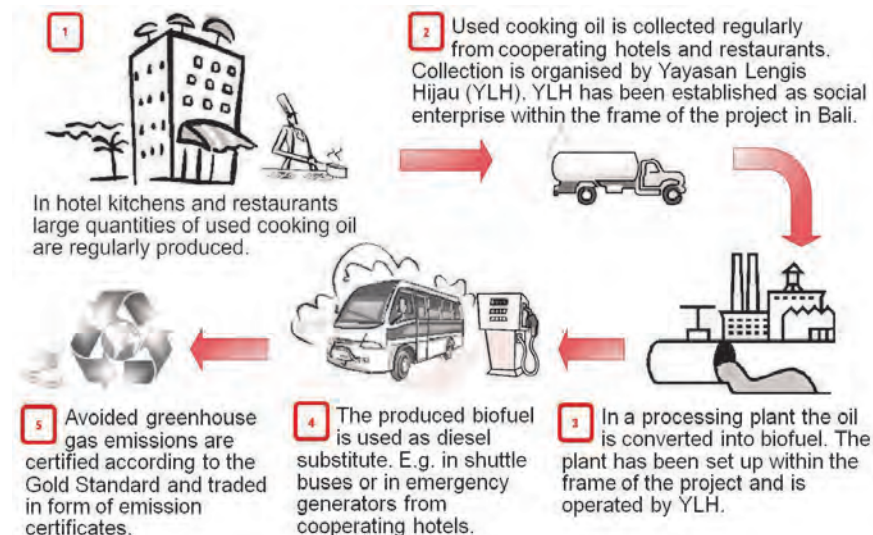 1
In hotel kitchens and restaurants
large quantities of used cooking oil
are regularly produced.
2 Used cooking oil is collected regularly
from cooperating hotels and restaurants.
Collection is organised by Yayasan Lengis
Hijau (YLH). YLH has been established as social
enterprise within the frame of the project in Bali.
3 In a processing plant the oil
is converted into biofuel. The
plant has been set up within the
frame of the project and is
operated by YLH.
4 The produced biofuel
is used as diesel
substitute. E.g. in shuttle
buses or in emergency
generators from
cooperating hotels.
5 Avoided greenhouse
gas emissions are
certified according to the
Gold Standard and traded
in form of emission
certificates.